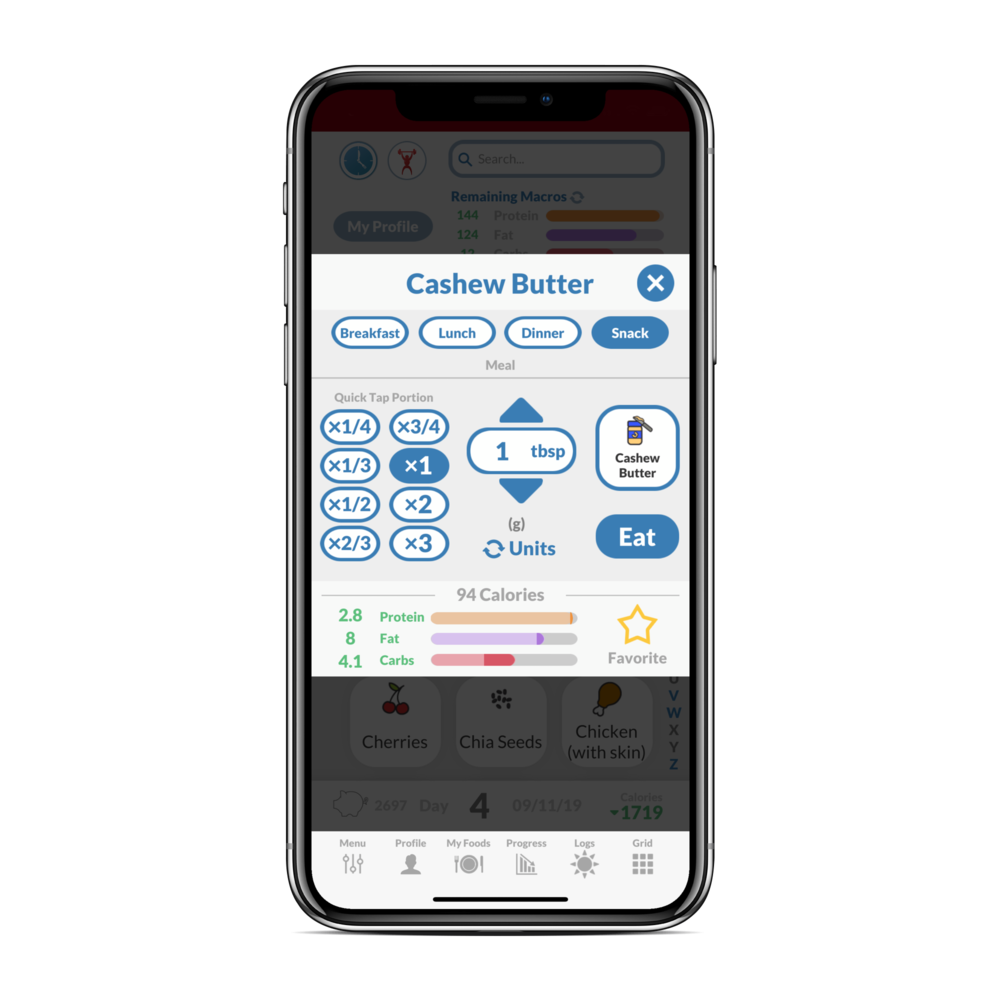 Search...
Remaining Macros
144 Protein
My Profile
124 Fat
Cashew Butter
Breakfast Lunch Dinner Snack
Meal
Quick Tap Portion
×1/4 ×3/4
×1/3 ×1
×1/2 ×2
×2/3 ×3
1 tbsp
(g)
Units
Cashew
Butter
Eat
94 Calories
2.8 Protein
8 Fat
4.1 Carbs
Favorite
Cherries
Chia Seeds
Chicken
(with skin)
V
W
X
Y
Z
2697 Day 4 09/11/19
Calories
1719
Menu Profile My Foods Progress Logs Grid